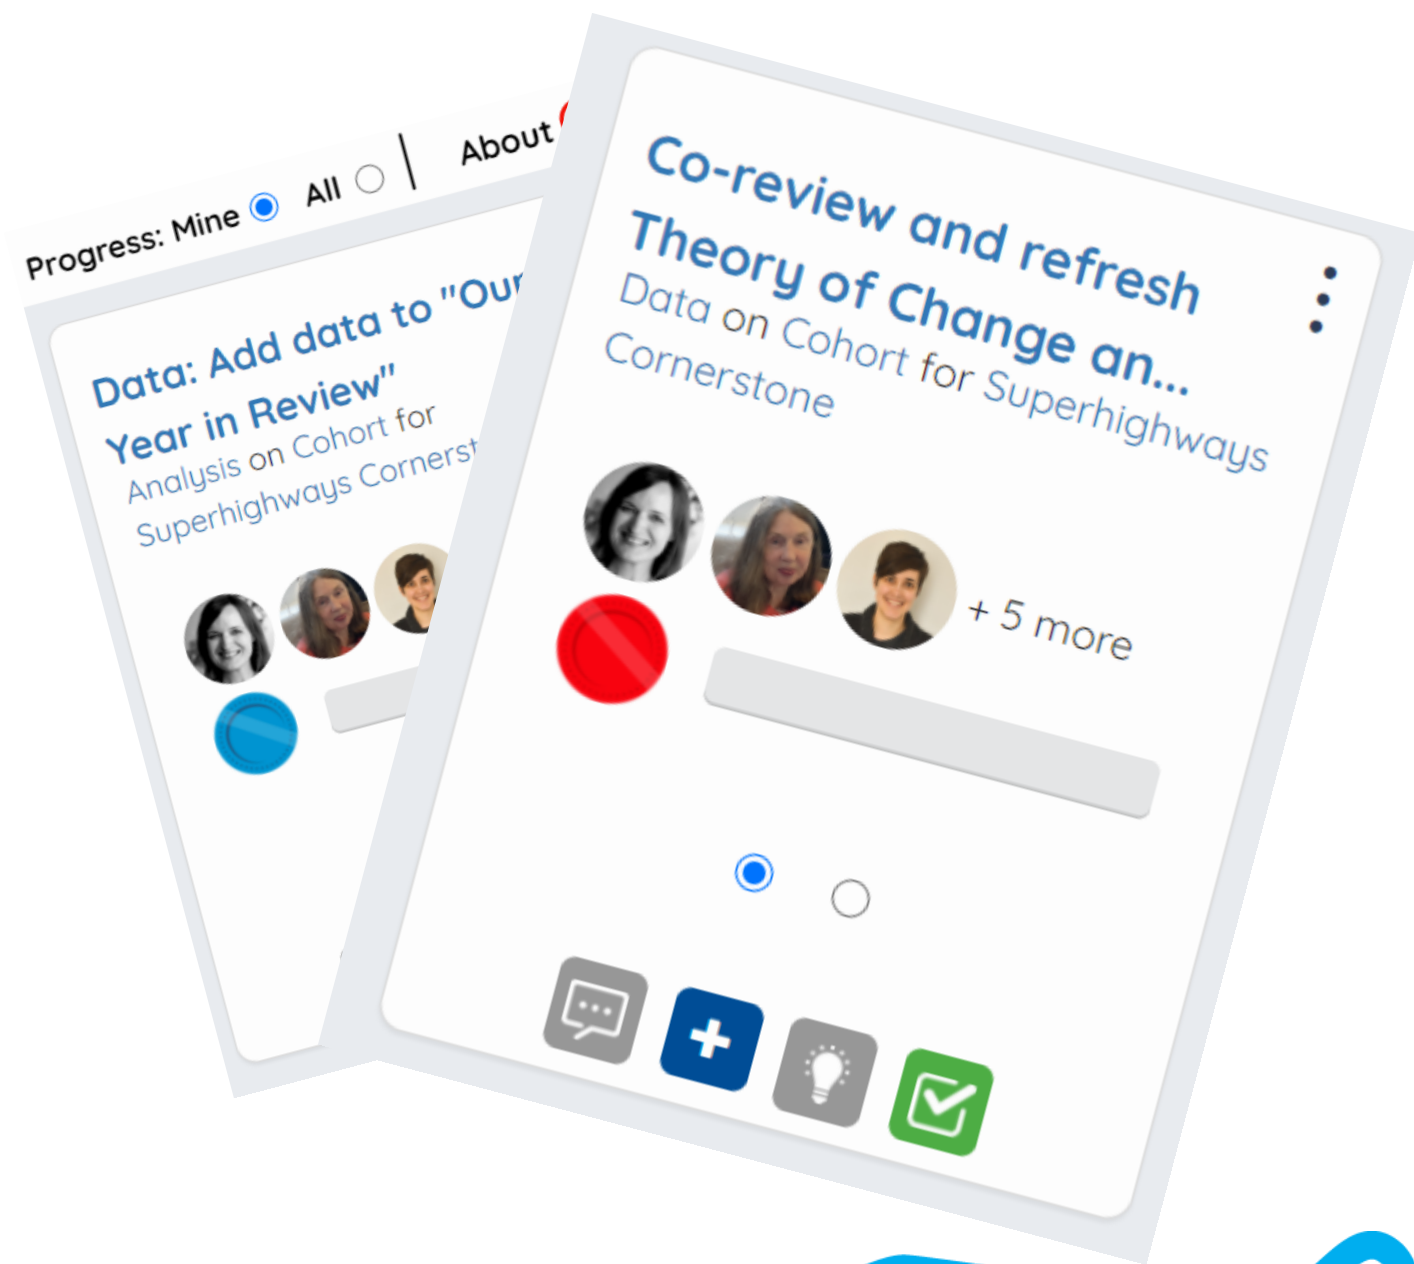 Progress: Mine All About
Data: Add data to "Our
Year in Review"
Analysis on Cohort for
Superhighways
Co-review and refresh
Theory of Change an...
Data on Cohort for Superhighways
Cornerstone
+ 5 more